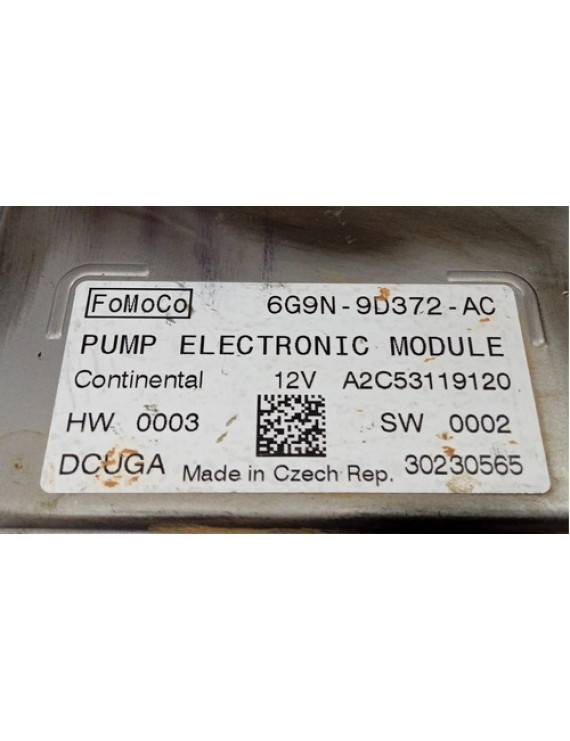 FoMoCo 6G9N-9D372-AC
PUMP ELECTRONIC MODULE
Continental 12V A2C53119120
HW 0003 SW 0002
DCUGA Made in Czech Rep. 30230565